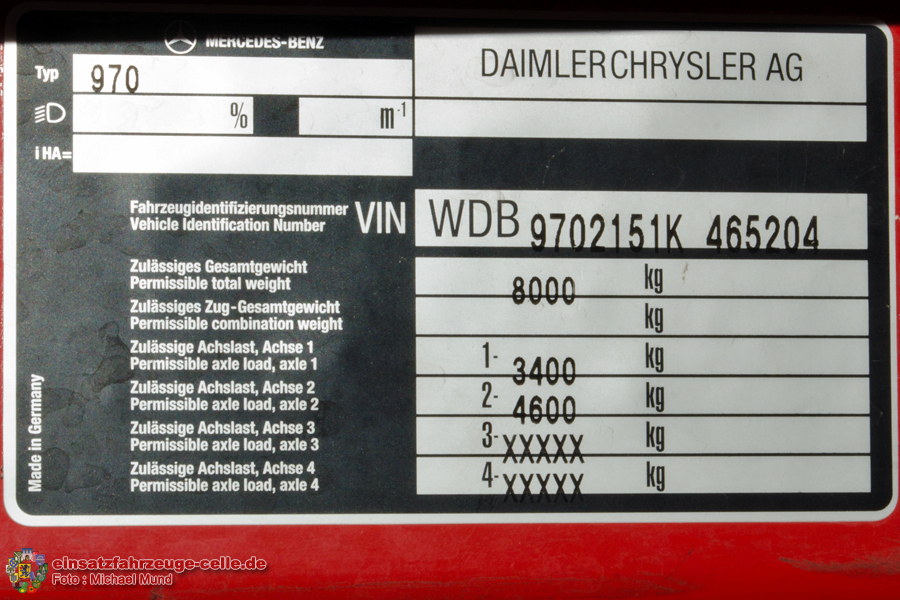 MERCEDES-BENZ
DAIMLERCHRYSLER AG
Typ 970
% m-1
i HA=
Fahrzeugidentifizierungsnummer
Vehicle Identification Number
VIN WDB 9702151K 465204
Zulässiges Gesamtgewicht
Permissible total weight
8000 kg
Zulässiges Zug-Gesamtgewicht
Permissible combination weight
kg
Zulässige Achslast, Achse 1
Permissible axle load, axle 1
1- 3400 kg
Zulässige Achslast, Achse 2
Permissible axle load, axle 2
2- 4600 kg
Zulässige Achslast, Achse 3
Permissible axle load, axle 3
3- XXXXX kg
Zulässige Achslast, Achse 4
Permissible axle load, axle 4
4- XXXXX kg
Made in Germany
einsatzfahrzeuge-celle.de
Foto : Michael Mund